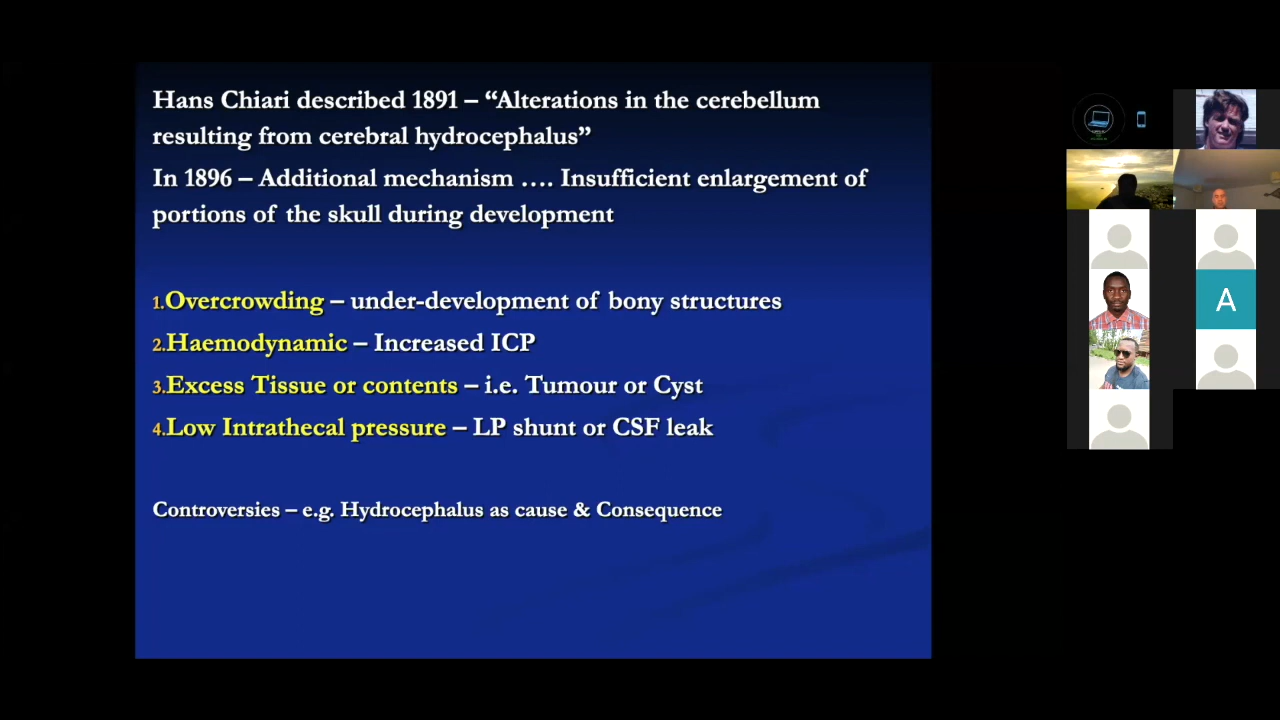 Hans Chiari described 1891 – “Alterations in the cerebellum
resulting from cerebral hydrocephalus”
In 1896 – Additional mechanism …. Insufficient enlargement of
portions of the skull during development
1.Overcrowding – under-development of bony structures
2.Haemodynamic – Increased ICP
3.Excess Tissue or contents – i.e. Tumour or Cyst
4.Low Intrathecal pressure – LP shunt or CSF leak
Controversies – e.g. Hydrocephalus as cause & Consequence
A